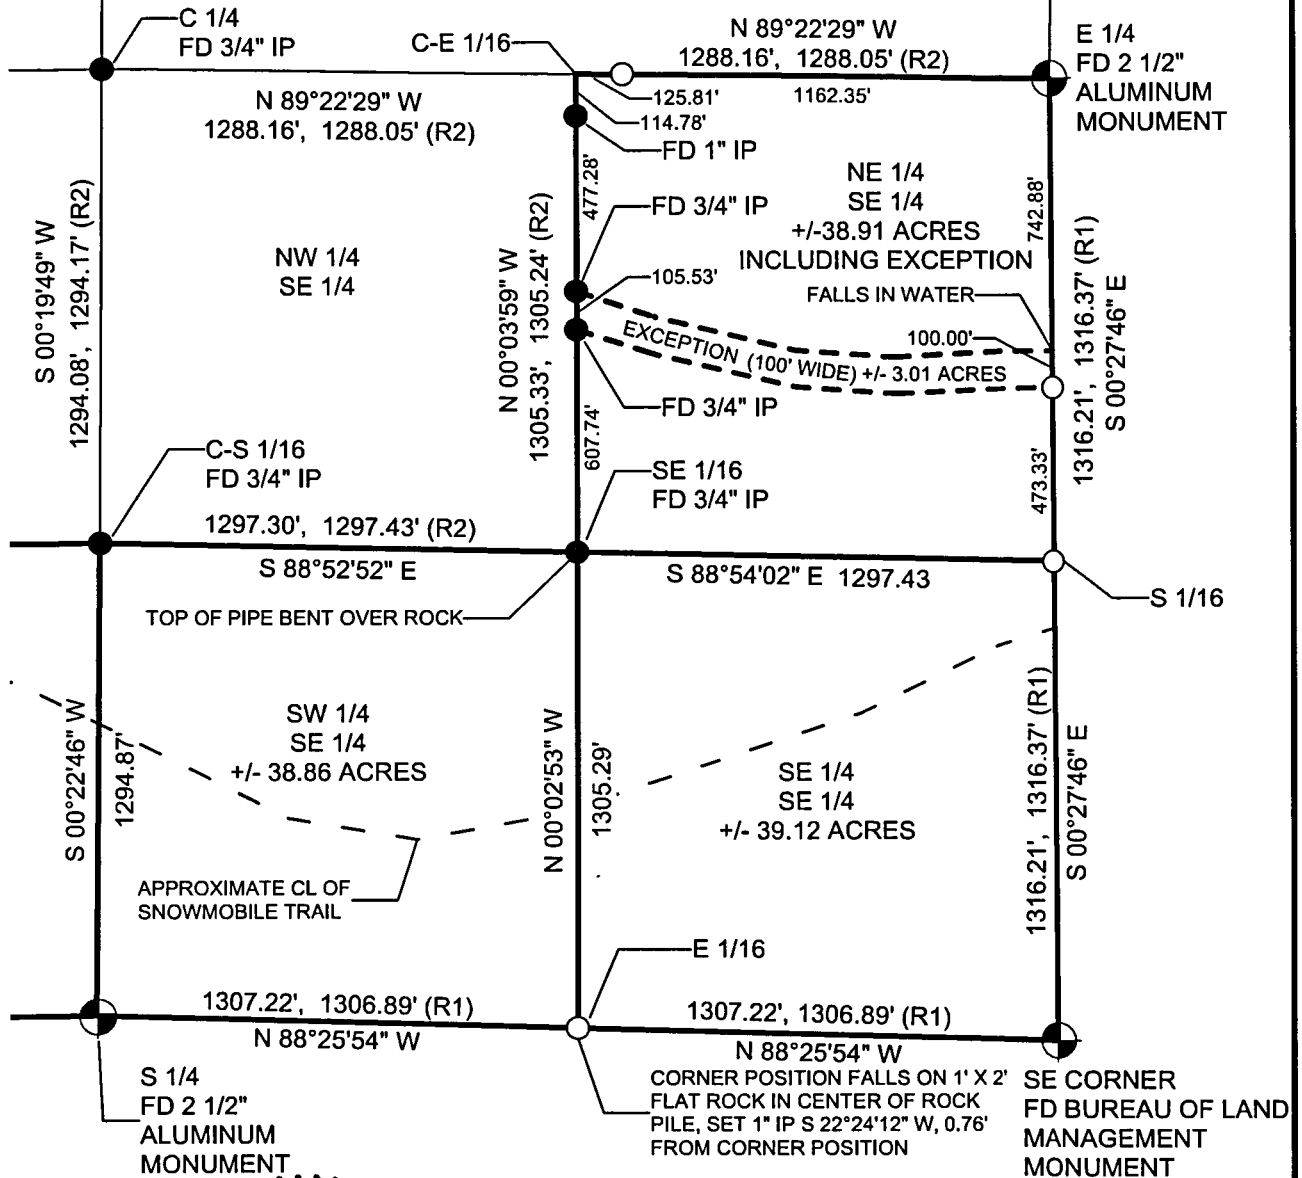 C 1/4
FD 3/4" IP
C-E 1/16
N 89°22'29" W
1288.16', 1288.05' (R2)
E 1/4
FD 2 1/2"
ALUMINUM
MONUMENT
N 89°22'29" W
1288.16', 1288.05' (R2)
125.81'
1162.35'
114.78'
FD 1" IP
477.28'
FD 3/4" IP
NE 1/4
SE 1/4
+/-38.91 ACRES
INCLUDING EXCEPTION
742.88'
S 00°19'49" W
1294.08', 1294.17' (R2)
NW 1/4
SE 1/4
N 00°03'59" W
1305.33', 1305.24' (R2)
105.53'
FALLS IN WATER
100.00'
EXCEPTION (100' WIDE) +/- 3.01 ACRES
1316.21', 1316.37' (R1)
S 00°27'46" E
FD 3/4" IP
607.74'
473.33'
C-S 1/16
FD 3/4" IP
SE 1/16
FD 3/4" IP
1297.30', 1297.43' (R2)
S 88°52'52" E
S 88°54'02" E 1297.43
S 1/16
TOP OF PIPE BENT OVER ROCK
S 00°22'46" W
1294.87'
SW 1/4
SE 1/4
+/- 38.86 ACRES
N 00°02'53" W
1305.29'
SE 1/4
SE 1/4
+/- 39.12 ACRES
1316.21', 1316.37' (R1)
S 00°27'46" E
APPROXIMATE CL OF
SNOWMOBILE TRAIL
E 1/16
1307.22', 1306.89' (R1)
N 88°25'54" W
1307.22', 1306.89' (R1)
N 88°25'54" W
S 1/4
FD 2 1/2"
ALUMINUM
MONUMENT
CORNER POSITION FALLS ON 1' X 2'
FLAT ROCK IN CENTER OF ROCK
PILE, SET 1" IP S 22°24'12" W, 0.76'
FROM CORNER POSITION
SE CORNER
FD BUREAU OF LAND
MANAGEMENT
MONUMENT